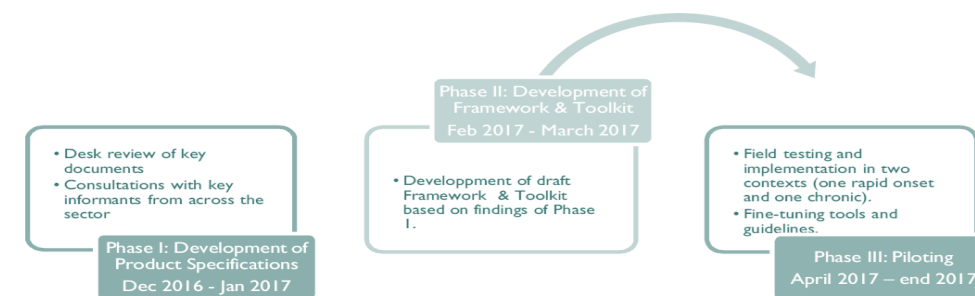 • Desk review of key
documents
• Consultations with key
informants from across the
sector
Phase I: Development of
Product Specifications
Dec 2016 - Jan 2017
Phase II: Development of
Framework & Toolkit
Feb 2017 - March 2017
• Developpment of draft
Framework & Toolkit
based on findings of Phase
1.
• Field testing and
implementation in two
contexts (one rapid onset
and one chronic).
• Fine-tuning tools and
guidelines.
Phase III: Piloting
April 2017 – end 2017